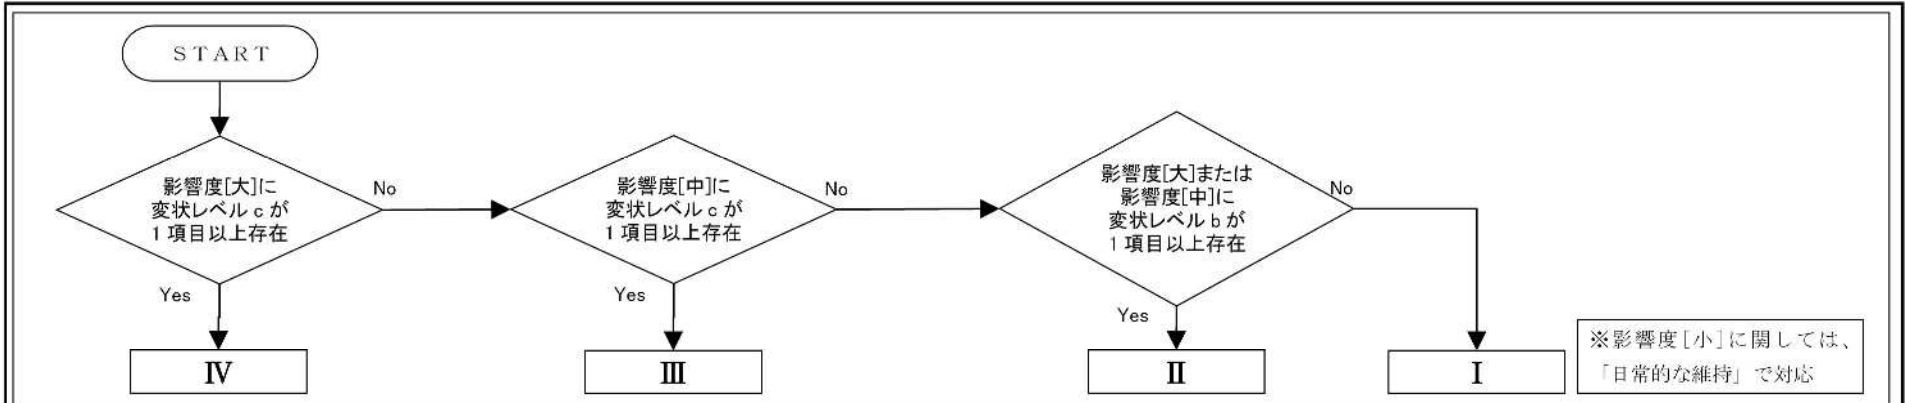 START
影響度[大]に
変状レベルcが
1項目以上存在
No
Yes
Ⅳ
影響度[中]に
変状レベルcが
1項目以上存在
No
Yes
Ⅲ
影響度[大]または
影響度[中]に
変状レベルbが
1項目以上存在
No
Yes
Ⅱ
Ⅰ
※影響度[小]に関しては、
「日常的な維持」で対応